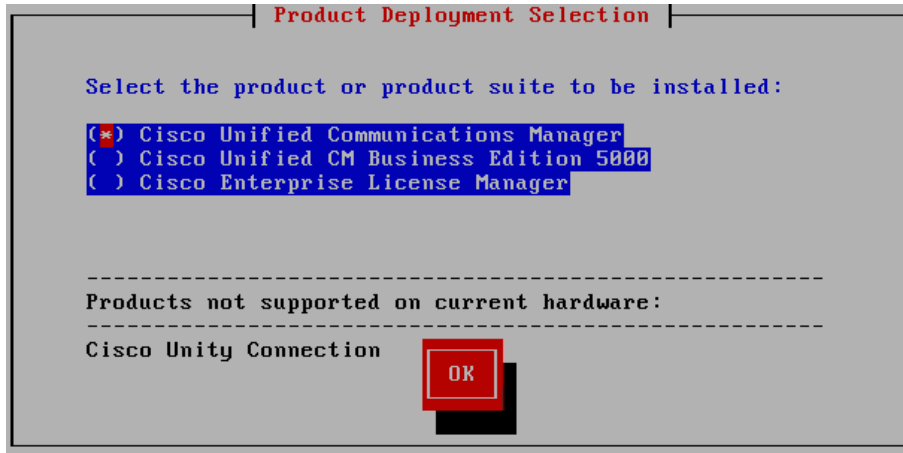 Product Deployment Selection
Select the product or product suite to be installed:
(*) Cisco Unified Communications Manager
( ) Cisco Unified CM Business Edition 5000
( ) Cisco Enterprise License Manager
-------------------------------------------------------
Products not supported on current hardware:
-------------------------------------------------------
Cisco Unity Connection
OK